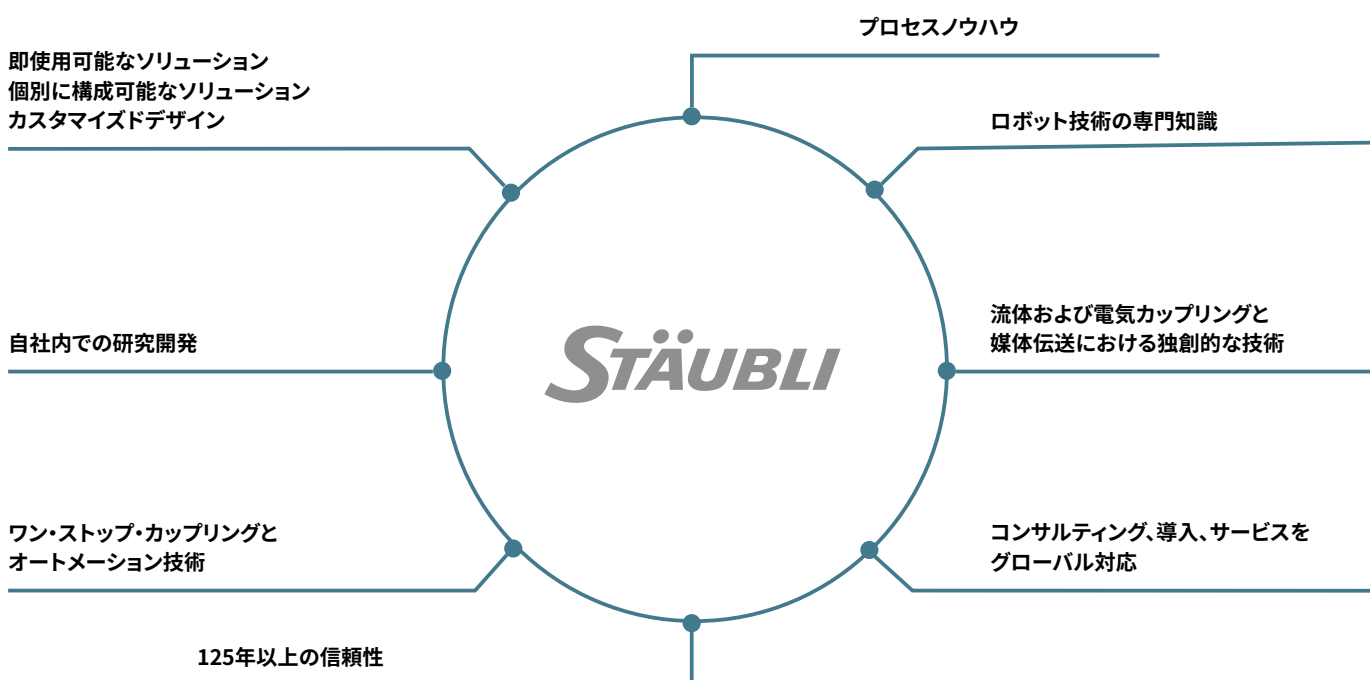 プロセスノウハウ
即使用可能なソリューション
個別に構成可能なソリューション
カスタマイズドデザイン
ロボット技術の専門知識
流体および電気カップリングと
媒体伝送における独創的な技術
自社内での研究開発
STÄUBLI
ワン・ストップ・カップリングと
オートメーション技術
コンサルティング、導入、サービスを
グローバル対応
125年以上の信頼性